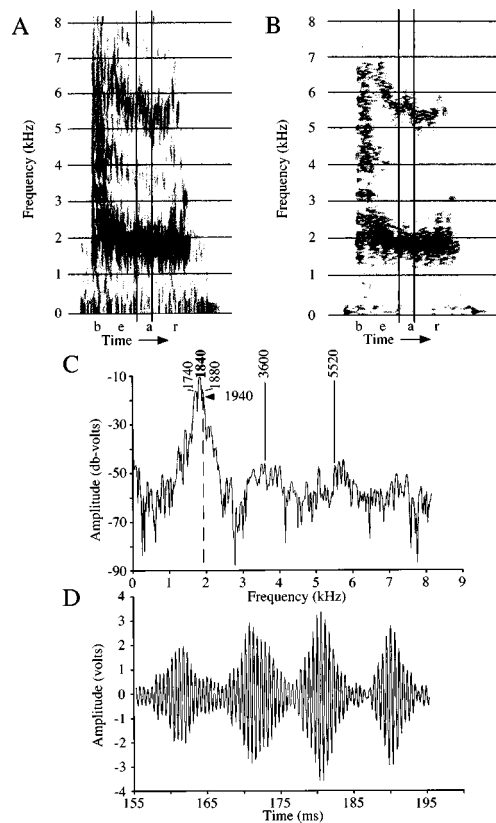 A
8
7
6
5
4
3
2
1
0
Frequency (kHz)
b e a r
Time
B
8
7
6
5
4
3
2
1
0
Frequency (kHz)
b e a r
Time
C
1740
1840
1880
1940
3600
5520
-10
-30
-50
-70
-90
Amplitude (db-volts)
0 1 2 3 4 5 6 7 8 9
Frequency (kHz)
D
4
3
2
1
0
-1
-2
-3
-4
Amplitude (volts)
155 165 175 185 195
Time (ms)